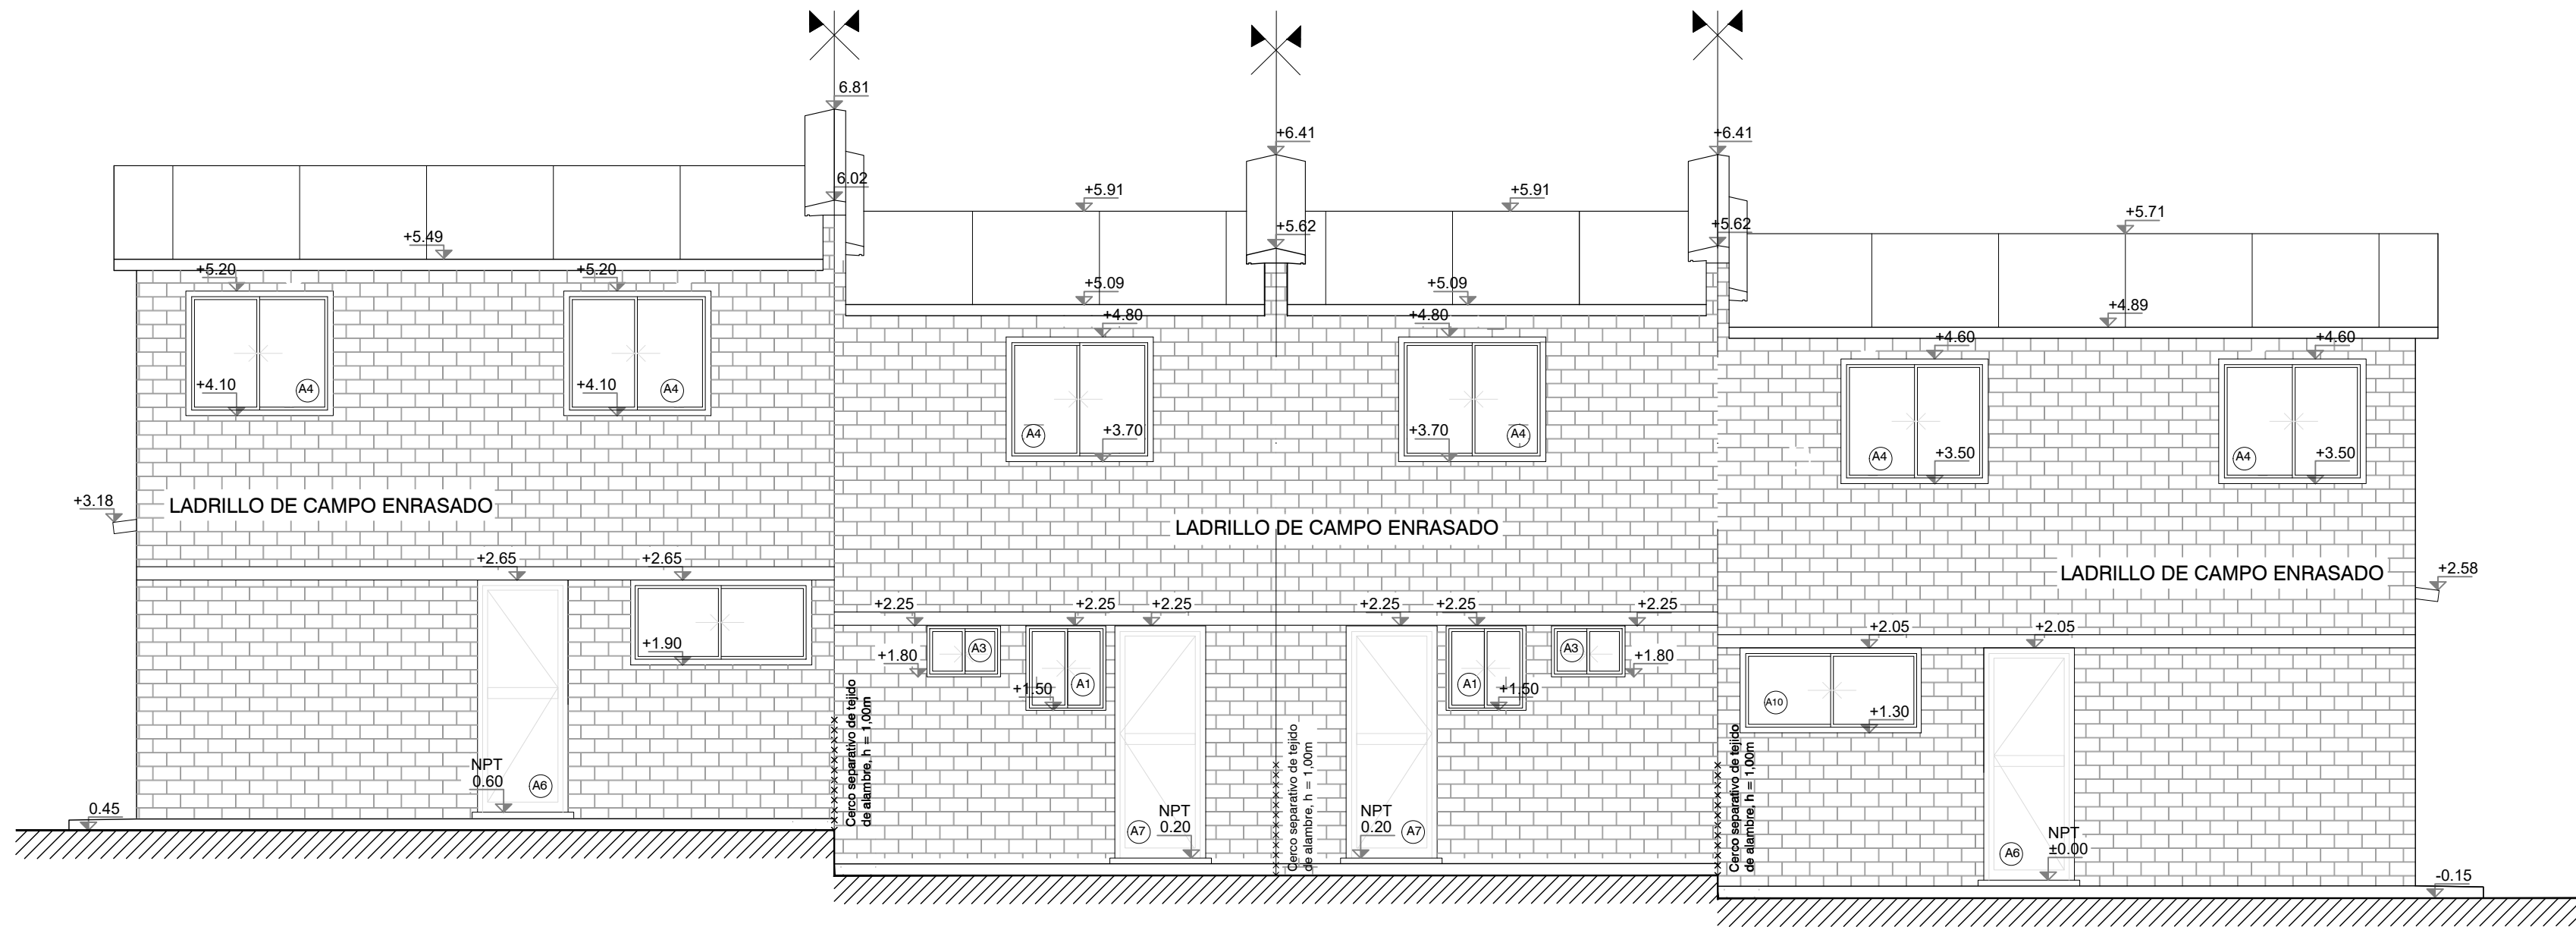 6.81
+6.41
+6.41
6.02
+5.91
+5.91
+5.71
+5.62
+5.62
+5.49
+5.20
+5.20
+5.09
+5.09
+4.89
+4.80
+4.80
+4.60
+4.60
+4.10
A4
+4.10
A4
A4
+3.70
+3.70
A4
A4
+3.50
A4
+3.50
+3.18
LADRILLO DE CAMPO ENRASADO
LADRILLO DE CAMPO ENRASADO
LADRILLO DE CAMPO ENRASADO
+2.58
+2.65
+2.65
+2.25
+2.25
+2.25
+2.25
+2.25
+2.25
+2.05
+2.05
+1.90
+1.80
A3
A3
+1.80
+1.50
A1
A1
+1.50
A10
+1.30
Cerco separativo de tejido
de alambre, h = 1,00m
Cerco separativo de tejido
de alambre, h = 1,00m
Cerco separativo de tejido
de alambre, h = 1,00m
NPT
0.60
A6
0.45
A7
NPT
0.20
NPT
0.20
A7
NPT
±0.00
A6
-0.15